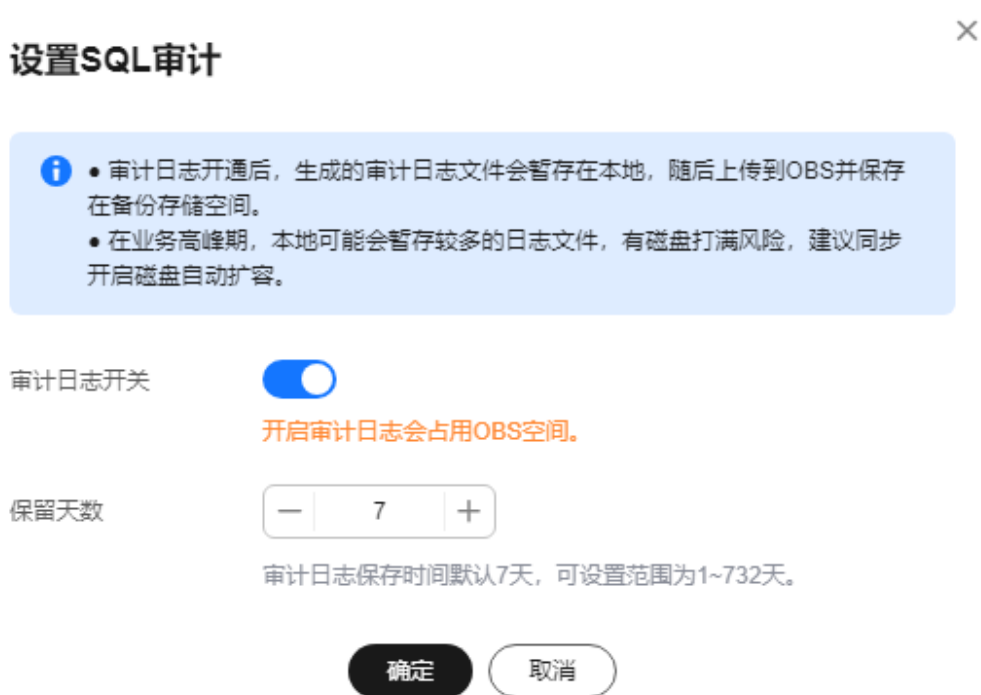 设置SQL审计
● 审计日志开通后，生成的审计日志文件会暂存在本地，随后上传到OBS并保存
在备份存储空间。
● 在业务高峰期，本地可能会暂存较多的日志文件，有磁盘打满风险，建议同步
开启磁盘自动扩容。
审计日志开关
开启审计日志会占用OBS空间。
保留天数
7
审计日志保存时间默认7天，可设置范围为1~732天。
确定 取消